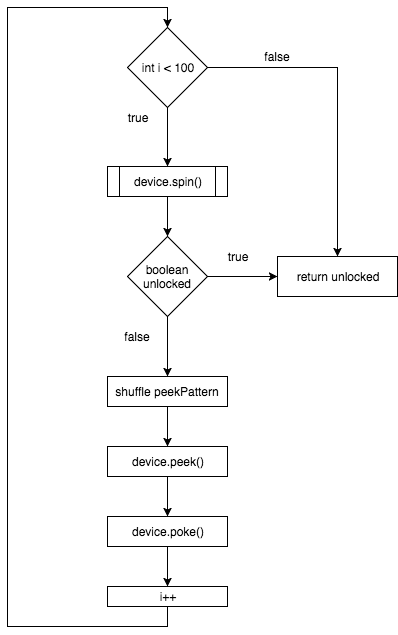 int i < 100
false
true
device.spin()
boolean
unlocked
true
return unlocked
false
shuffle peekPattern
device.peek()
device.poke()
i++